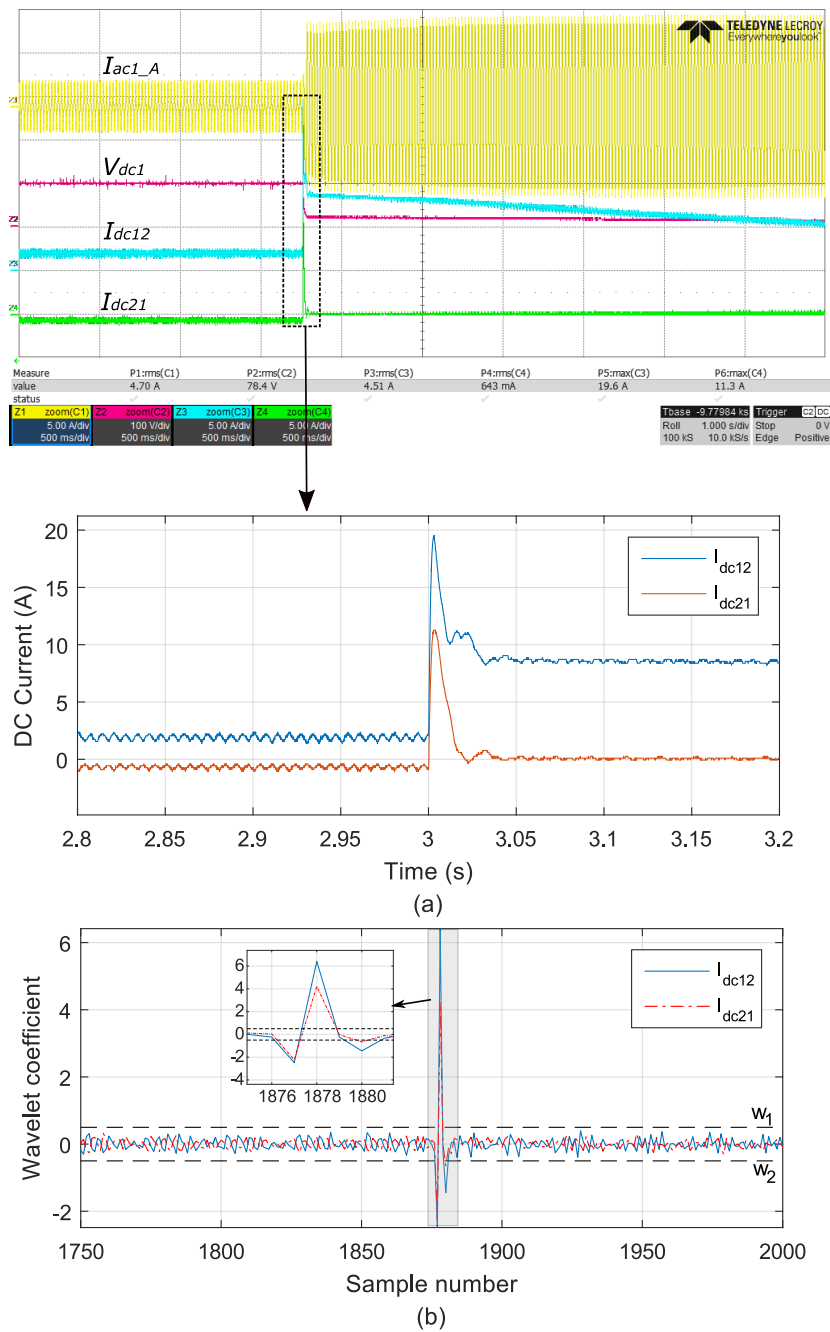 TELEDYNE LECROY
Everywhereyoulook™
Iac1_A
Z1
Vdc1
Idc12
Z2
Z3
Idc21
Z4
Measure P1:rms(C1) P2:rms(C2) P3:rms(C3) P4:rms(C4) P5:max(C3) P6:max(C4)
value 4.70 A 78.4 V 4.51 A 643 mA 19.6 A 11.3 A
status
Z1 zoom(C1) Z2 zoom(C2) Z3 zoom(C3) Z4 zoom(C4) Tbase -9.77984 ks Trigger C2 DC
5.00 A/div 100 V/div 5.00 A/div 5.00 A/div Roll 1.000 s/div Stop 0 V
500 ms/div 500 ms/div 500 ms/div 500 ms/div 100 kS 10.0 kS/s Edge Positive
20
15
10
5
0
DC Current (A)
Idc12
Idc21
2.8 2.85 2.9 2.95 3 3.05 3.1 3.15 3.2
Time (s)
(a)
6
4
2
0
-2
Wavelet coefficient
6
4
2
0
-2
-4
1876 1878 1880
Idc12
Idc21
w1
w2
1750 1800 1850 1900 1950 2000
Sample number
(b)